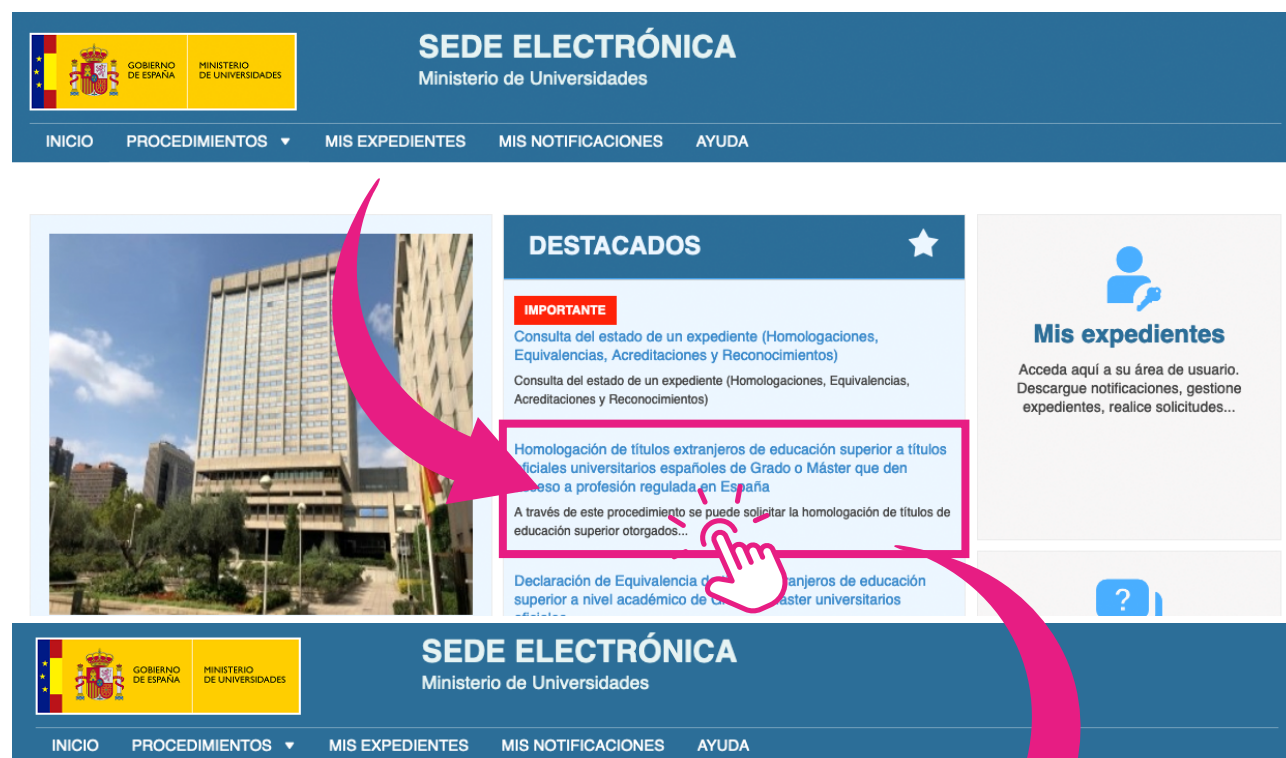 GOBIERNO
DE ESPAÑA
MINISTERIO
DE UNIVERSIDADES
SEDE ELECTRÓNICA
Ministerio de Universidades
INICIO PROCEDIMIENTOS MIS EXPEDIENTES MIS NOTIFICACIONES AYUDA
DESTACADOS
IMPORTANTE
Consulta del estado de un expediente (Homologaciones,
Equivalencias, Acreditaciones y Reconocimientos)
Consulta del estado de un expediente (Homologaciones, Equivalencias,
Acreditaciones y Reconocimientos)
Homologación de títulos extranjeros de educación superior a títulos
oficiales universitarios españoles de Grado o Máster que den
acceso a profesión regulada en España
A través de este procedimiento se puede solicitar la homologación de títulos de
educación superior otorgados...
Declaración de Equivalencia
educación
superior a nivel académico de
universitarios
Mis expedientes
Acceda aquí a su área de usuario.
Descargue notificaciones, gestione
expedientes, realice solicitudes...
?
GOBIERNO
DE ESPAÑA
MINISTERIO
DE UNIVERSIDADES
SEDE ELECTRÓNICA
Ministerio de Universidades
INICIO PROCEDIMIENTOS MIS EXPEDIENTES MIS NOTIFICACIONES AYUDA